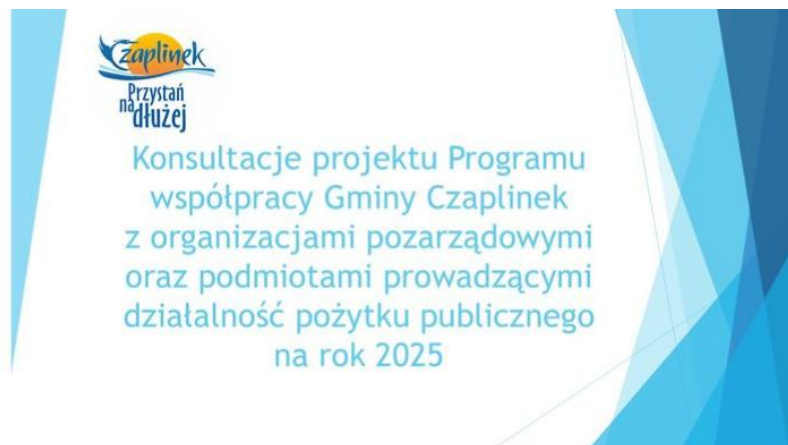 Czaplinek
Przystań
na dłużej
Konsultacje projektu Programu
współpracy Gminy Czaplinek
z organizacjami pozarządowymi
oraz podmiotami prowadzącymi
działalność pożytku publicznego
na rok 2025